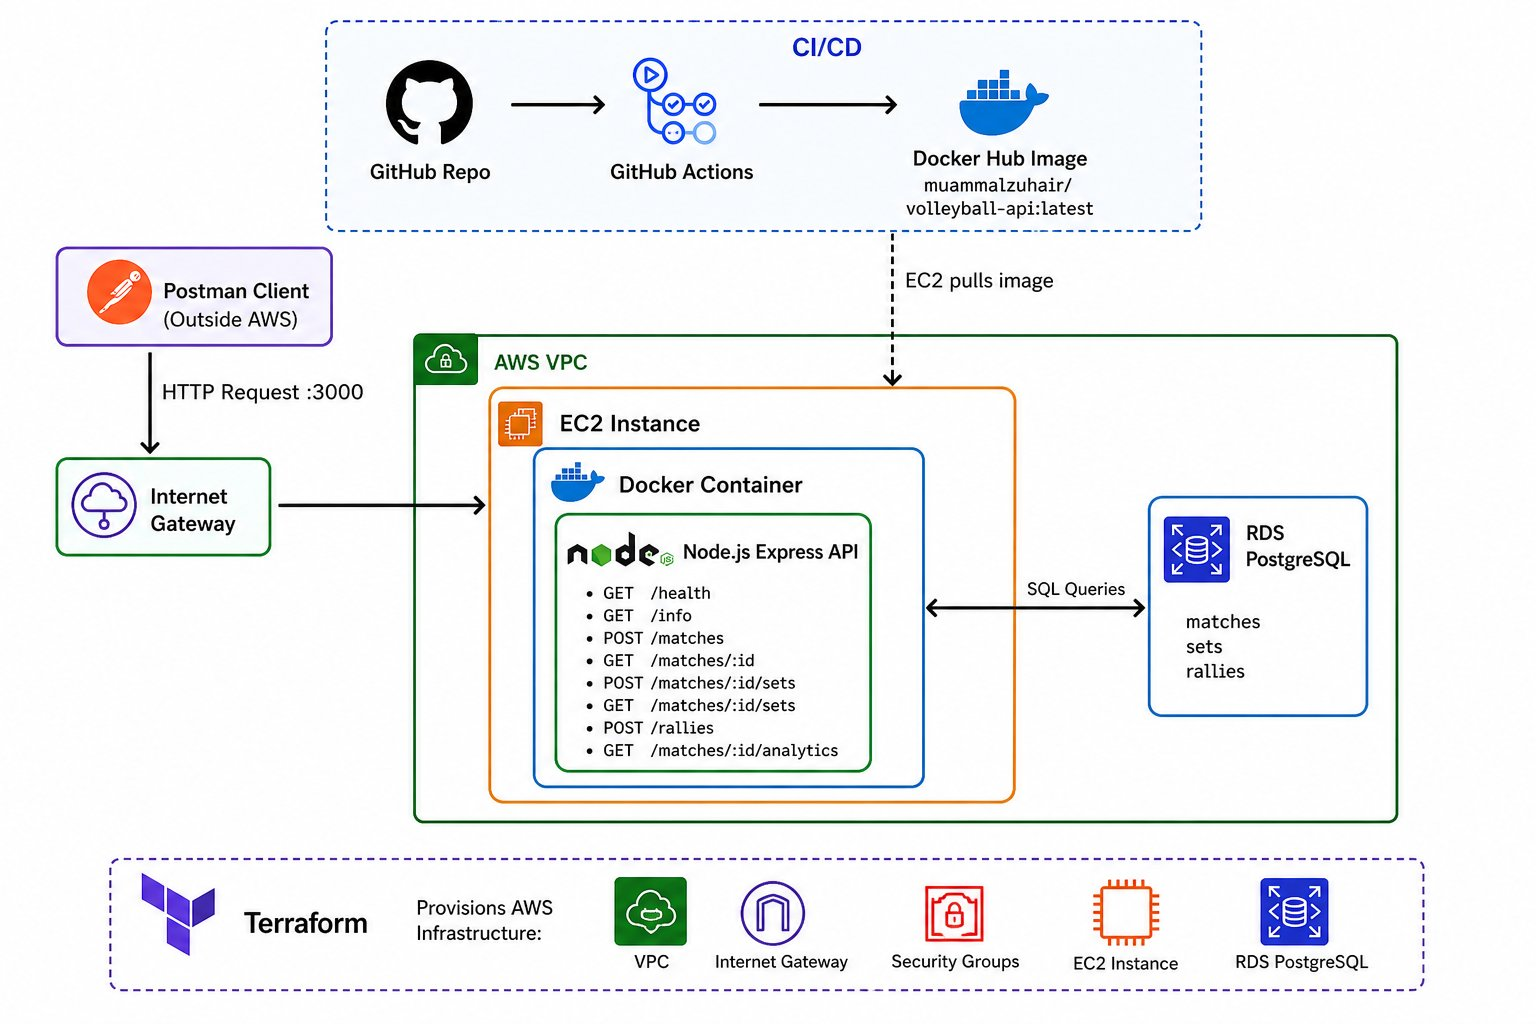 CI/CD
GitHub Repo
GitHub Actions
Docker Hub Image
muammalzuhair/
volleyball-api:latest
Postman Client
(Outside AWS)
EC2 pulls image
HTTP Request :3000
Internet
Gateway
AWS VPC
EC2 Instance
Docker Container
node JS Node.js Express API
• GET /health
• GET /info
• POST /matches
• GET /matches/:id
• POST /matches/:id/sets
• GET /matches/:id/sets
• POST /rallies
• GET /matches/:id/analytics
SQL Queries
RDS
PostgreSQL
matches
sets
rallies
Terraform
Provisions AWS
Infrastructure:
VPC
Internet Gateway
Security Groups
EC2 Instance
RDS PostgreSQL